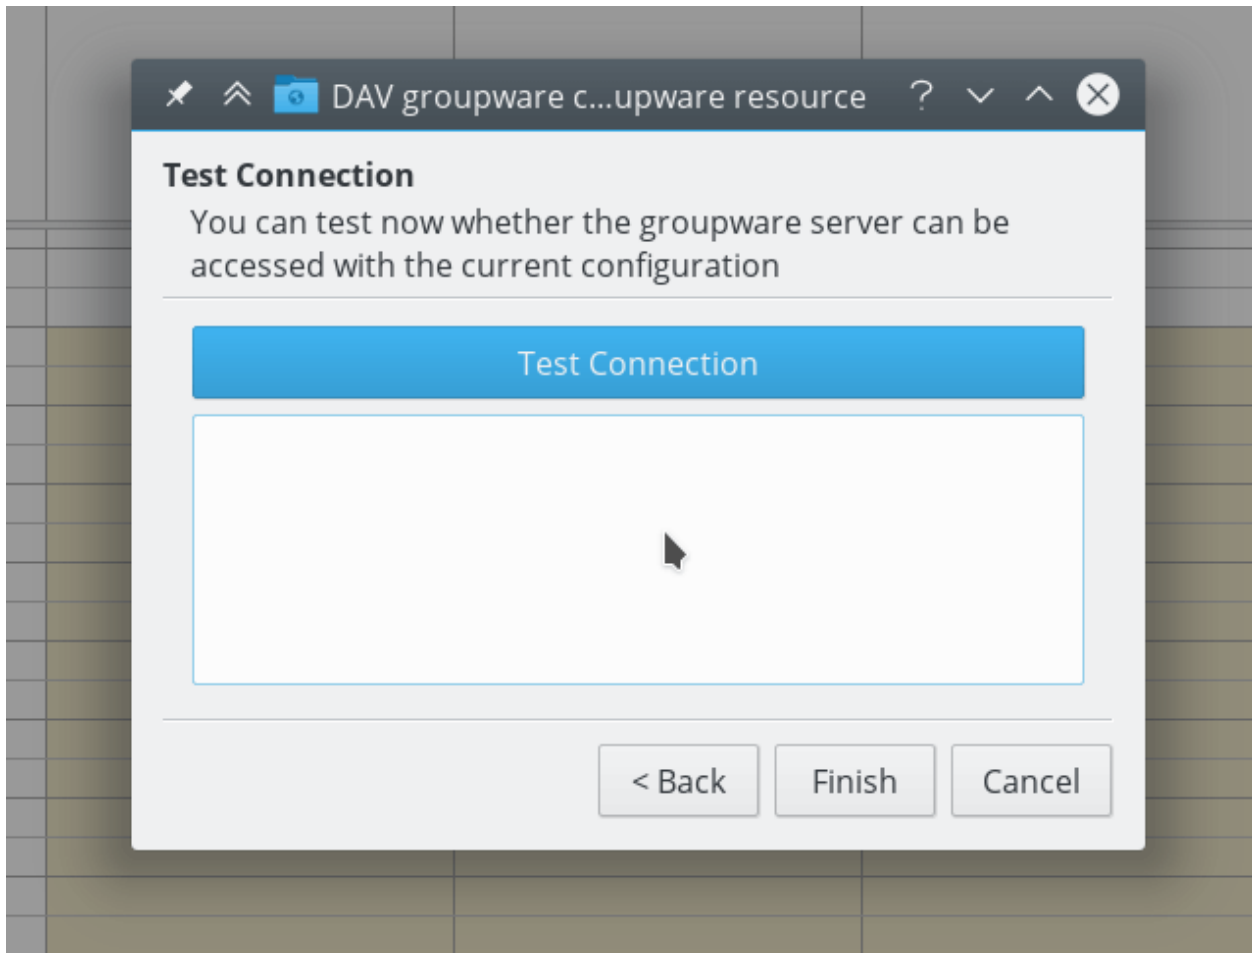 DAV groupware c...upware resource
Test Connection
You can test now whether the groupware server can be
accessed with the current configuration
Test Connection
< Back Finish Cancel